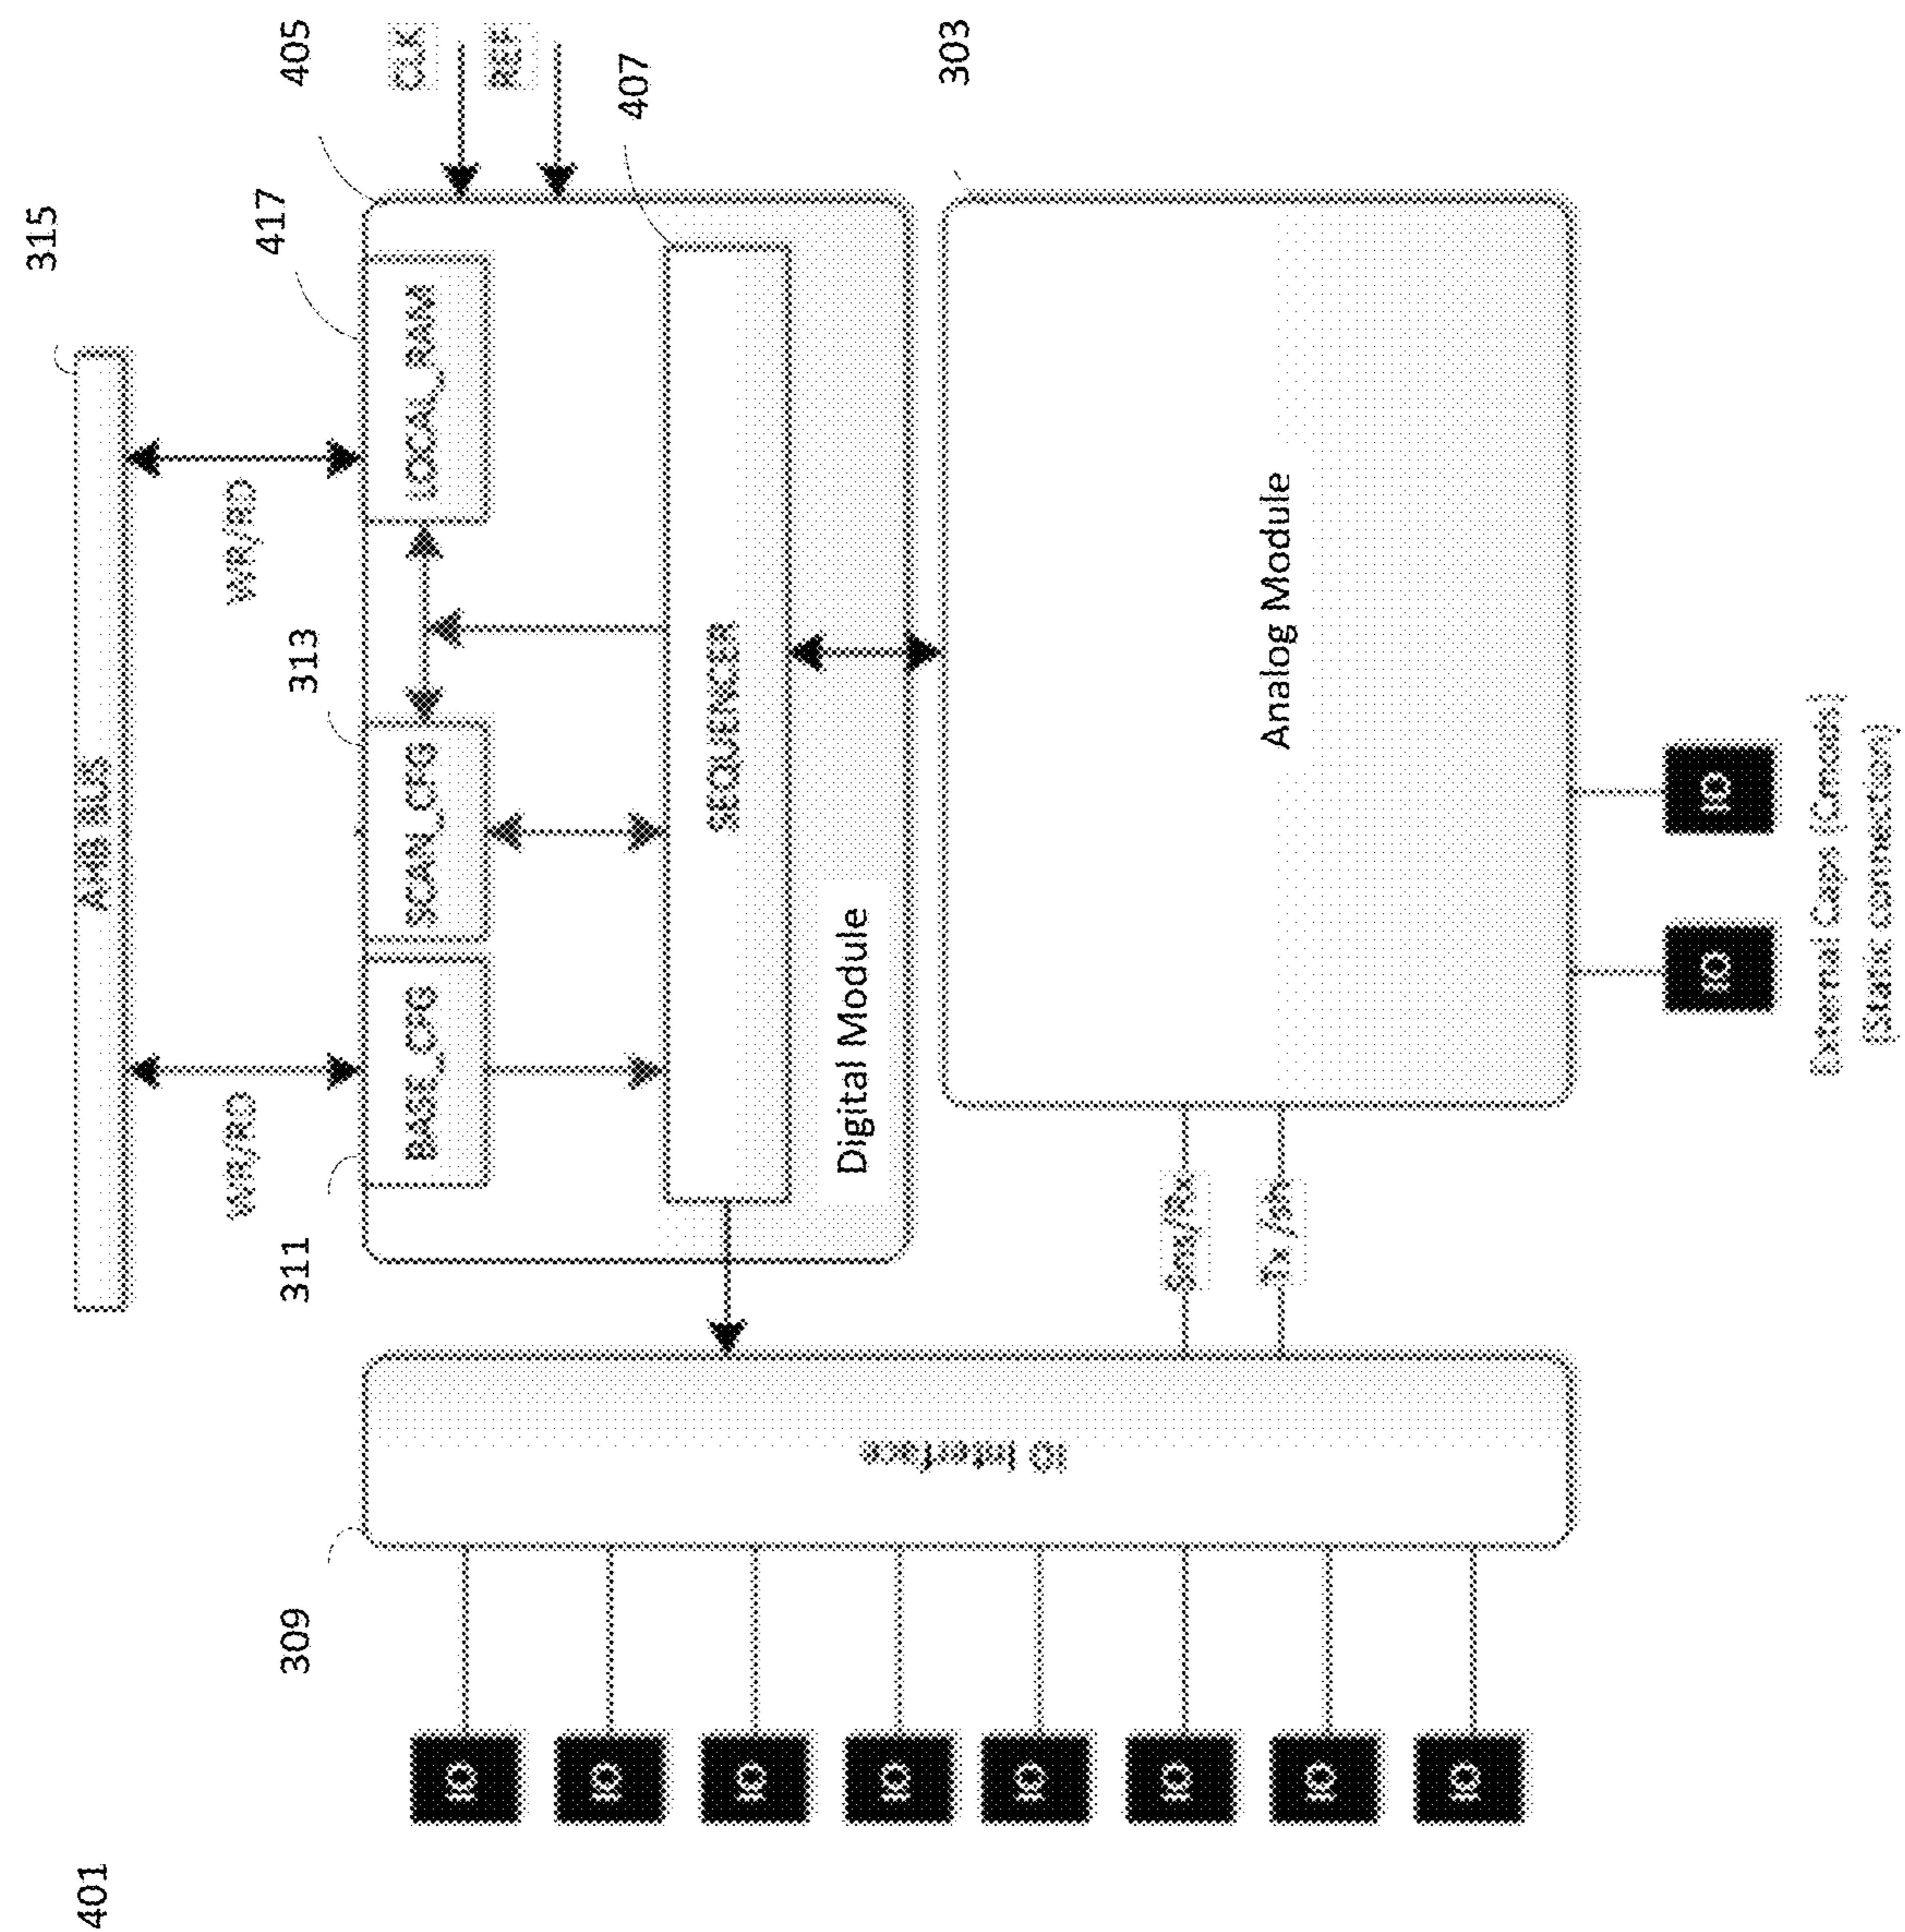 401
315
AHB BUS
WR/RD
WR/RD
309
311
313
417
405
BASE_CFG
SCAN_CFG
LOCAL_RAM
CLK
REF
407
SEQUENCER
Digital Module
IO Interface
303
Analog Module
Sns/Rx
Tx /sh
IO
IO
IO
IO
IO
IO
IO
IO
IO
IO
External Caps (Cmods)
(Static connection)